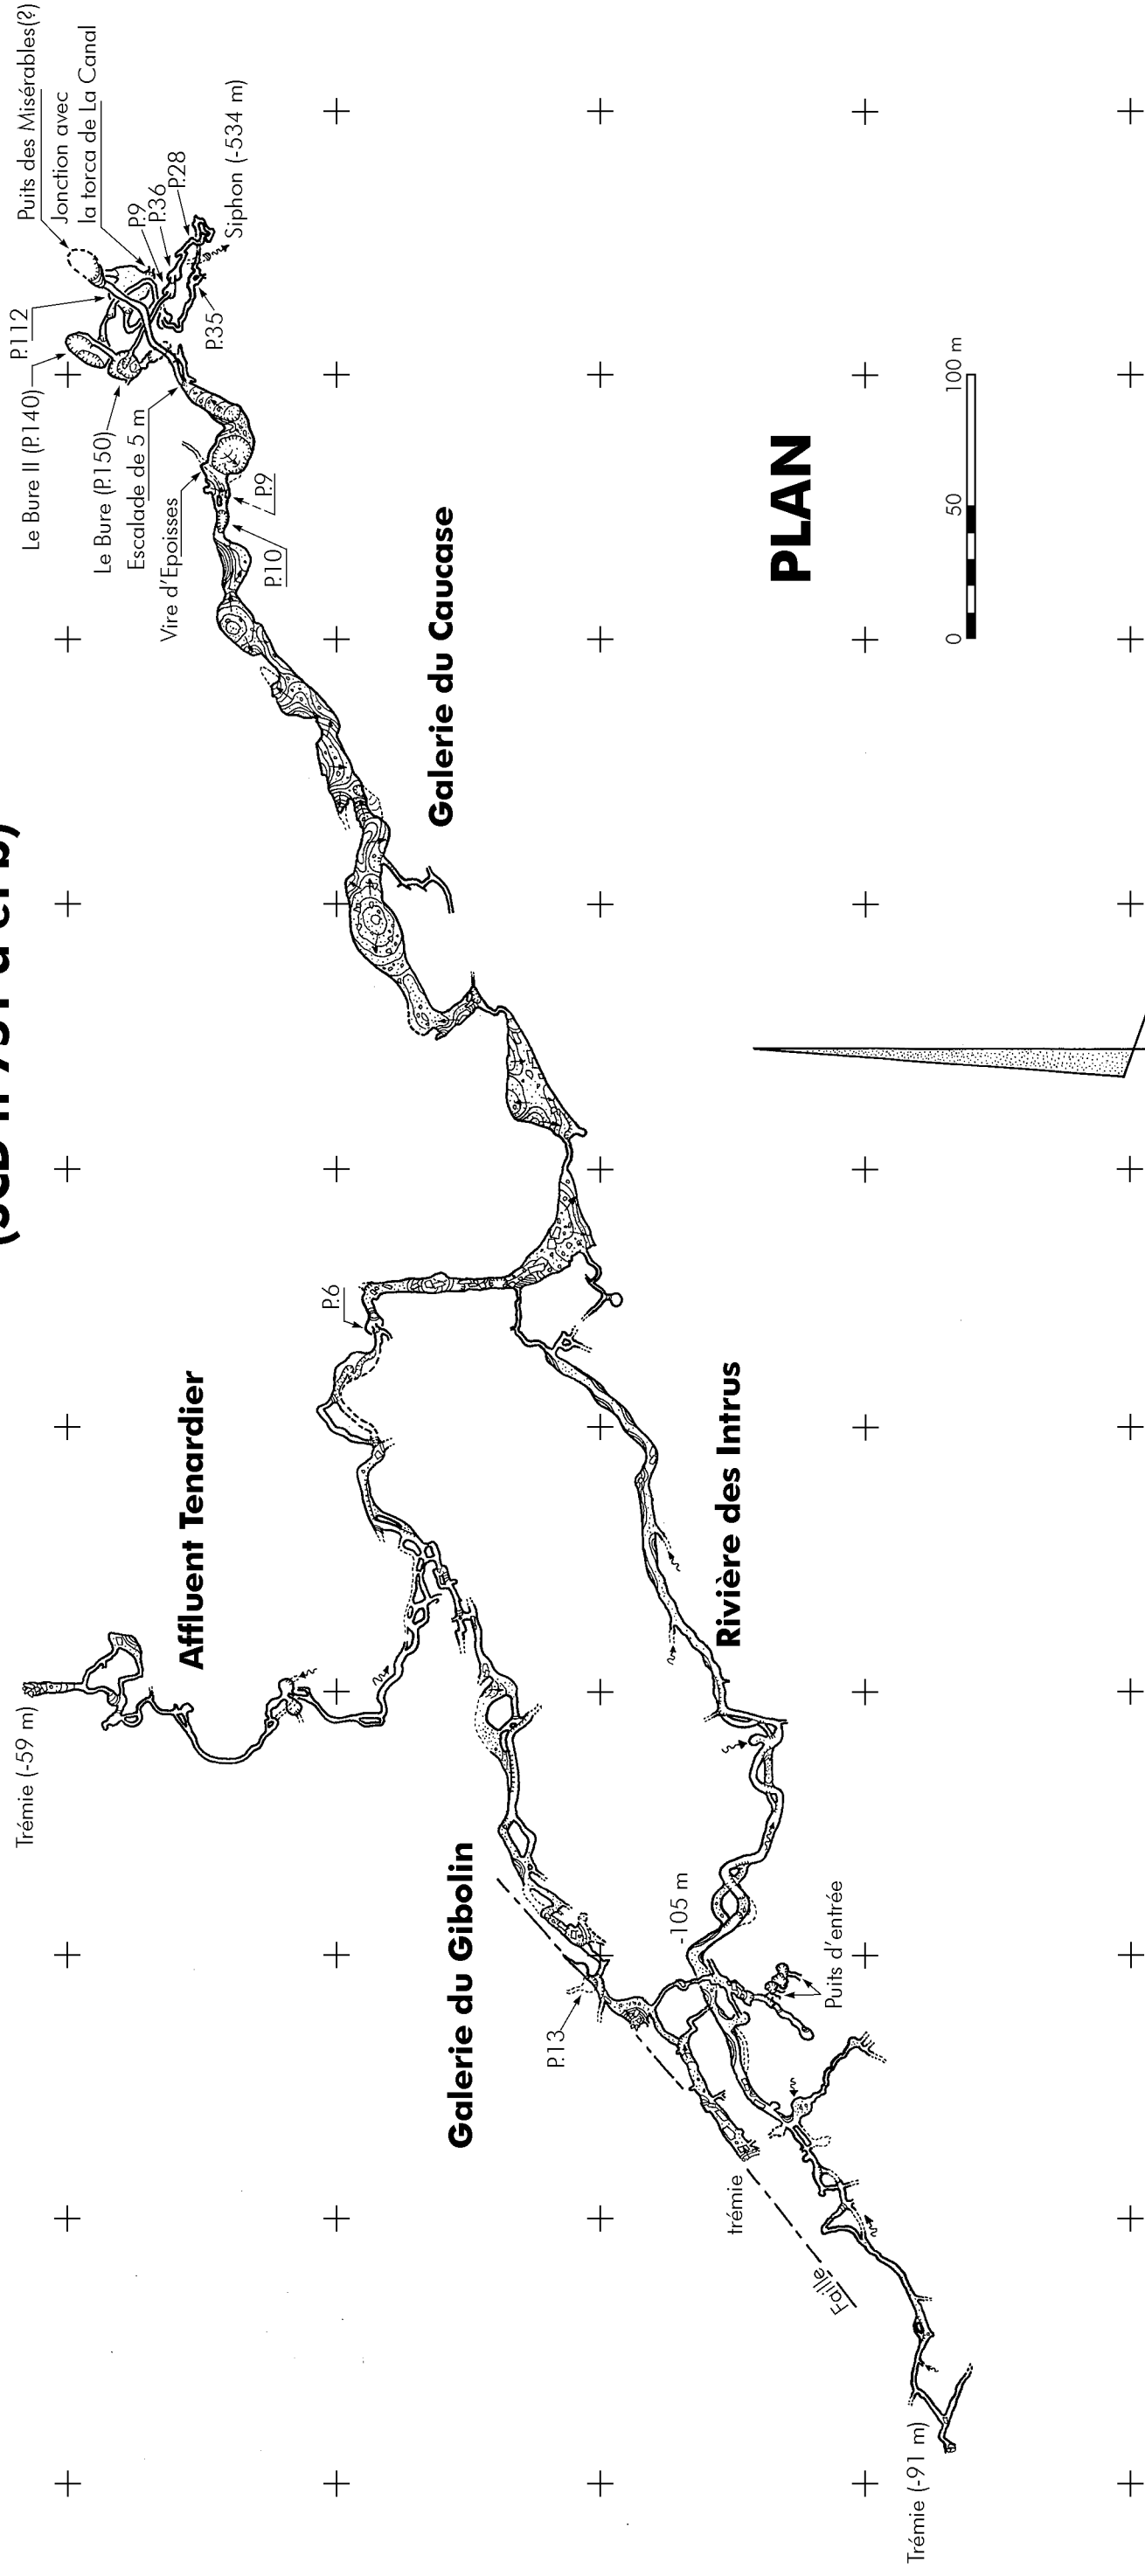 Trémie (-59 m)
Puits des Misérables(?)
Jonction avec
la torca de La Canal
P.112
Le Bure II (P.140)
Le Bure (P.150)
Escalade de 5 m
Vire d'Epoisses
P.9
P.36
P.28
Siphon (-534 m)
P.35
P.9
P.10
Affluent Tenardier
P.6
Galerie du Caucase
Galerie du Gibolin
P.13
-105 m
Rivière des Intrus
trémie
PLAN
Puits d'entrée
Faille
Trémie (-91 m)
0 50 100 m